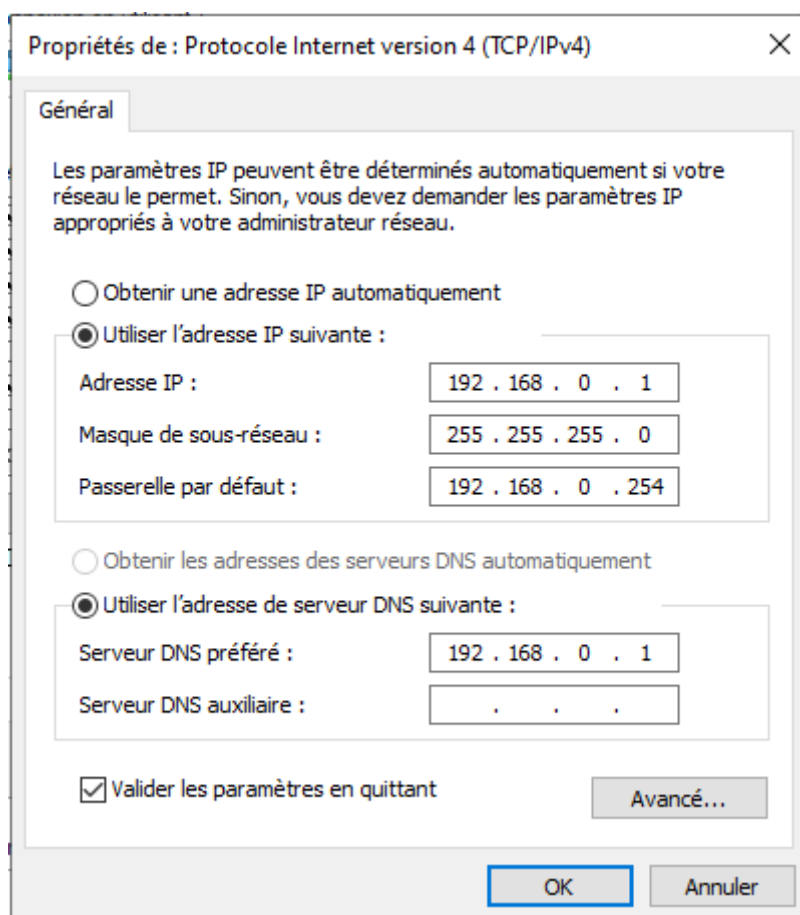 Propriétés de : Protocole Internet version 4 (TCP/IPv4)
Général
Les paramètres IP peuvent être déterminés automatiquement si votre
réseau le permet. Sinon, vous devez demander les paramètres IP
appropriés à votre administrateur réseau.
Obtenir une adresse IP automatiquement
Utiliser l'adresse IP suivante :
Adresse IP : 192 . 168 . 0 . 1
Masque de sous-réseau : 255 . 255 . 255 . 0
Passerelle par défaut : 192 . 168 . 0 . 254
Obtenir les adresses des serveurs DNS automatiquement
Utiliser l'adresse de serveur DNS suivante :
Serveur DNS préféré : 192 . 168 . 0 . 1
Serveur DNS auxiliaire : . . .
Valider les paramètres en quittant
Avancé...
OK Annuler